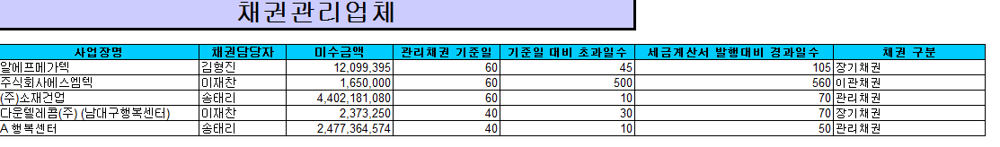 채권관리업체
사업장명 채권담당자 미수금액 관리채권 기준일 기준일 대비 초과일수 세금계산서 발행대비 경과일수 채권 구분
알에프메가텍 김형진 12,099,395 60 45 105 장기채권
주식회사에스엠텍 이재찬 1,650,000 60 500 560 이관채권
(주)소재건업 송태리 4,402,181,080 60 10 70 관리채권
다운텔레콤(주) (남대구행복센터) 이재찬 2,373,250 40 30 70 장기채권
A 행복센터 송태리 2,477,364,574 40 10 50 관리채권